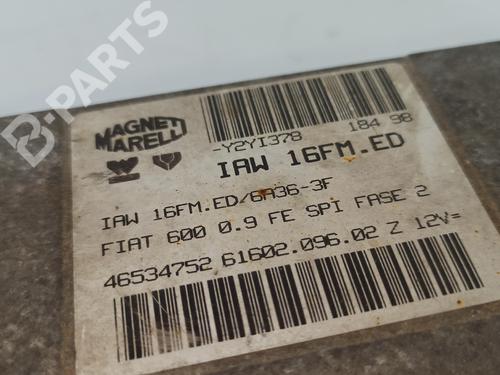 B-PARTS
MAGNETI
MARELLI
-Y2YI378
184 98
IAW 16FM.ED
IAW 16FM.ED/6A36-3F
FIAT 600 0.9 FE SPI FASE 2
46534752 61602.096.02 Z 12V=